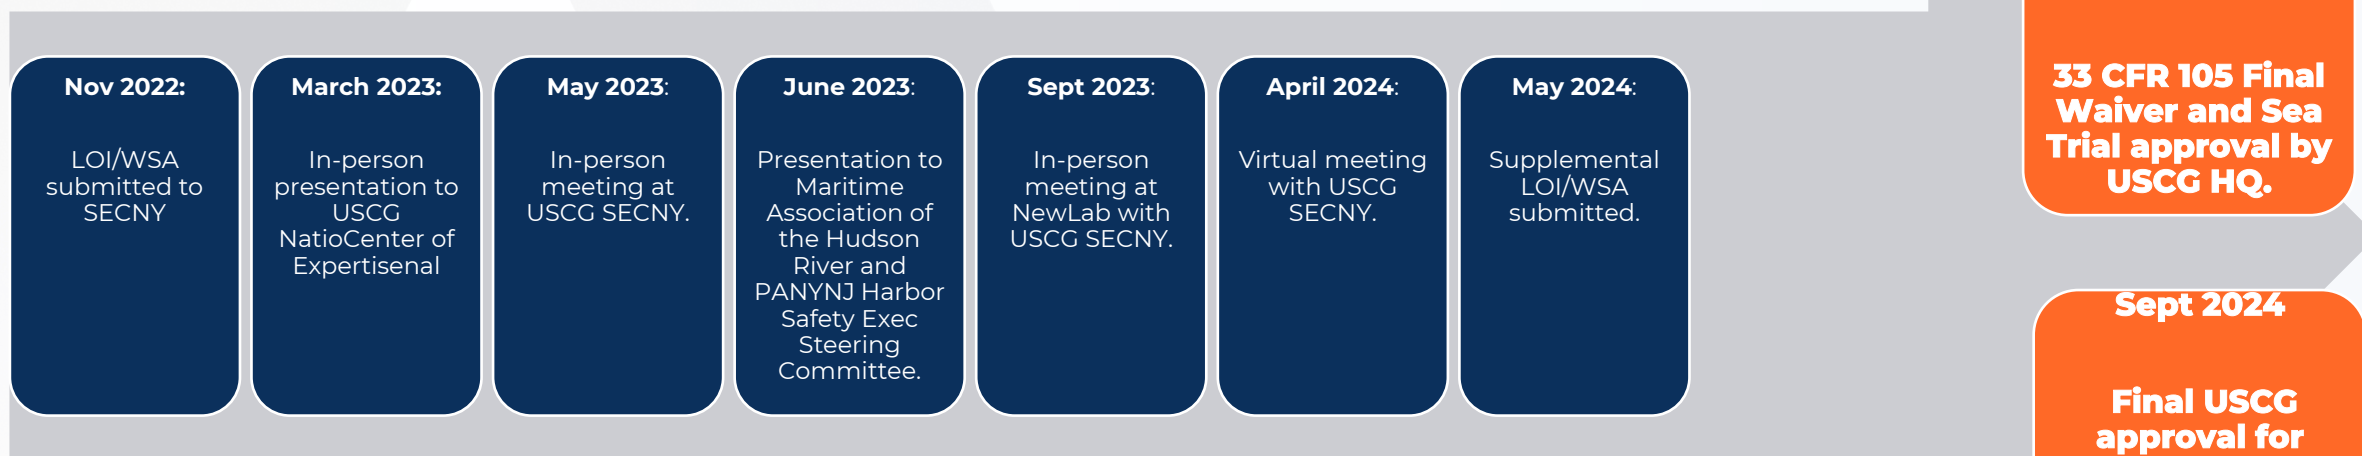 Nov 2022:
LOI/WSA
submitted to
SECNY
March 2023:
In-person
presentation to
USCG
NatioCenter of
Expertisenal
May 2023:
In-person
meeting at
USCG SECNY.
June 2023:
Presentation to
Maritime
Association of
the Hudson
River and
PANYNJ Harbor
Safety Exec
Steering
Committee.
Sept 2023:
In-person
meeting at
NewLab with
USCG SECNY.
April 2024:
Virtual meeting
with USCG
SECNY.
May 2024:
Supplemental
LOI/WSA
submitted.
33 CFR 105 Final
Waiver and Sea
Trial approval by
USCG HQ.
Sept 2024
Final USCG
approval for